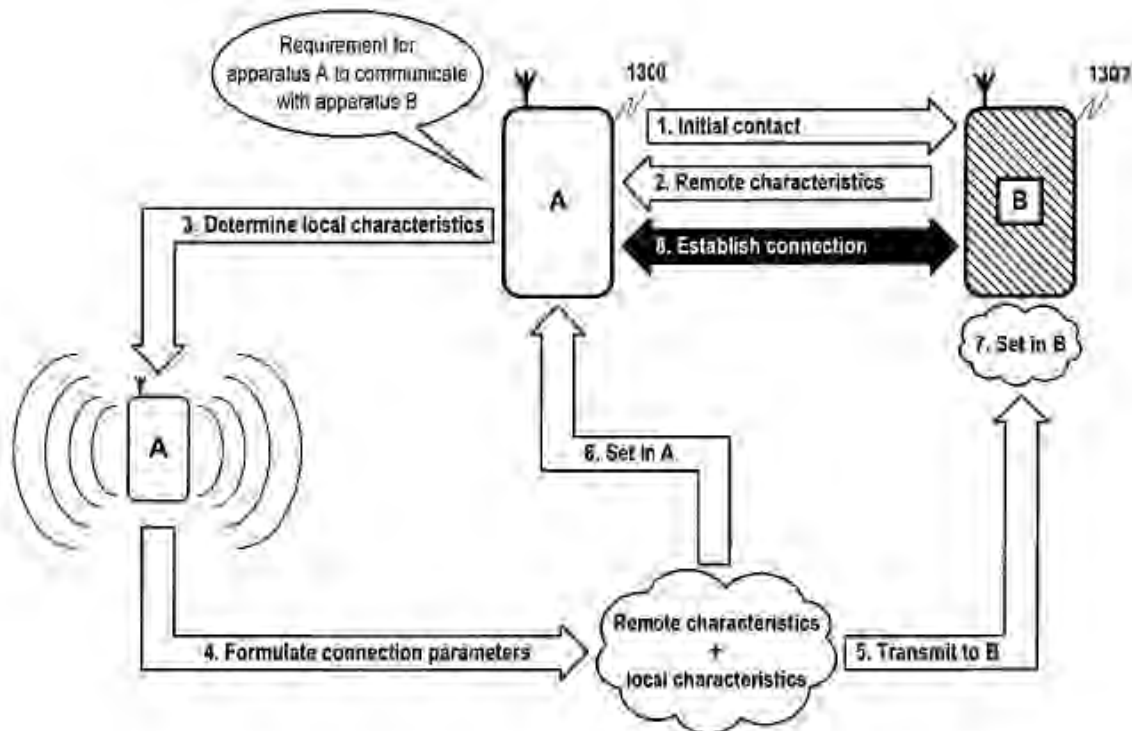 Requirement for
apparatus A to communicate
with apparatus B
1300
1302
1. Initial contact
A
2. Remote characteristics
B
3. Determine local characteristics
8. Establish connection
7. Set in B
A
6. Set in A
Remote characteristics
+
local characteristics
4. Formulate connection parameters
5. Transmit to B